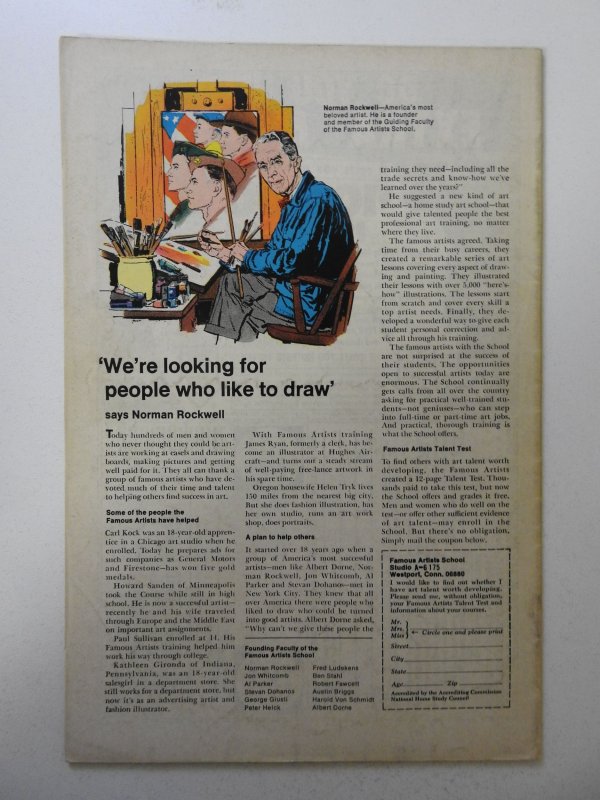 Norman Rockwell—America's most
beloved artist. He is a founder
and member of the Guiding Faculty
of the Famous Artists School.
'We're looking for
people who like to draw'
says Norman Rockwell
Today hundreds of men and women
who never thought they could be art-
ists are working at easels and drawing
boards, making pictures and getting
well paid for it. They all can thank a
group of famous artists who have de-
voted much of their time and talent
to helping others find success in art.
Some of the people the
Famous Artists have helped
Carl Kock was an 18-year-old appren-
tice in a Chicago art studio when he
enrolled. Today he prepares ads for
such companies as General Motors
and Firestone—has won five gold
medals.
Howard Sanden of Minneapolis
took the Course while still in high
school. He is now a successful artist—
recently he and his wife traveled
through Europe and the Middle East
on important art assignments.
Paul Sullivan enrolled at 14. His
Famous Artists training helped him
work his way through college.
Kathleen Gironda of Indiana,
Pennsylvania, was an 18-year-old
salesgirl in a department store. She
still works for a department store, but
now it's as an advertising artist and
fashion illustrator.
With Famous Artists training
James Ryan, formerly a clerk, has be-
come an illustrator at Hughes Air-
craft—and turns out a steady stream
of well-paying free-lance artwork in
his spare time.
Oregon housewife Helen Tryk lives
150 miles from the nearest big city.
But she does fashion illustration, has
her own studio, runs an art work
shop, does portraits.
A plan to help others
It started over 18 years ago when a
group of America's most successful
artists—men like Albert Dorne, Nor-
man Rockwell, Jon Whitcomb, Al
Parker and Stevan Dohanos—met in
New York City. They knew that all
over America there were people who
liked to draw who could be turned
into good artists. Albert Dorne asked,
"Why can't we give these people the
Founding Faculty of the
Famous Artists School
Norman Rockwell
Jon Whitcomb
Al Parker
Stevan Dohanos
George Giusti
Peter Helck
Fred Ludekens
Ben Stahl
Robert Fawcett
Austin Briggs
Harold Von Schmidt
Albert Dorne
training they need—including all the
trade secrets and know-how we've
learned over the years?"
He suggested a new kind of art
school—a home study art school—that
would give talented people the best
professional art training, no matter
where they live.
The famous artists agreed. Taking
time from their busy careers, they
created a remarkable series of art
lessons covering every aspect of draw-
ing and painting. They illustrated
their lessons with over 5,000 "here's-
how" illustrations. The lessons start
from scratch and cover every skill a
top artist needs. Finally, they de-
veloped a wonderful way to give each
student personal correction and ad-
vice all through his training.
The famous artists with the School
are not surprised at the success of
their students. The opportunities
open to successful artists today are
enormous. The School continually
gets calls from all over the country
asking for practical well-trained stu-
dents—not geniuses—who can step
into full-time or part-time art jobs.
And practical, thorough training is
what the School offers.
Famous Artists Talent Test
To find others with art talent worth
developing, the Famous Artists
created a 12-page Talent Test. Thou-
sands paid to take this test, but now
the School offers and grades it free.
Men and women who do well on the
test—or offer other sufficient evidence
of art talent—may enroll in the
School. But there's no obligation.
Simply mail the coupon below.
Famous Artists School
Studio A-6175
Westport, Conn. 06880
I would like to find out whether I
have art talent worth developing.
Please send me, without obligation,
your Famous Artists Talent Test and
information about your courses.
Mr.
Mrs.
Miss
← Circle one and please print
Street
City
State
Age Zip
Accredited by the Accrediting Commission
National Home Study Council